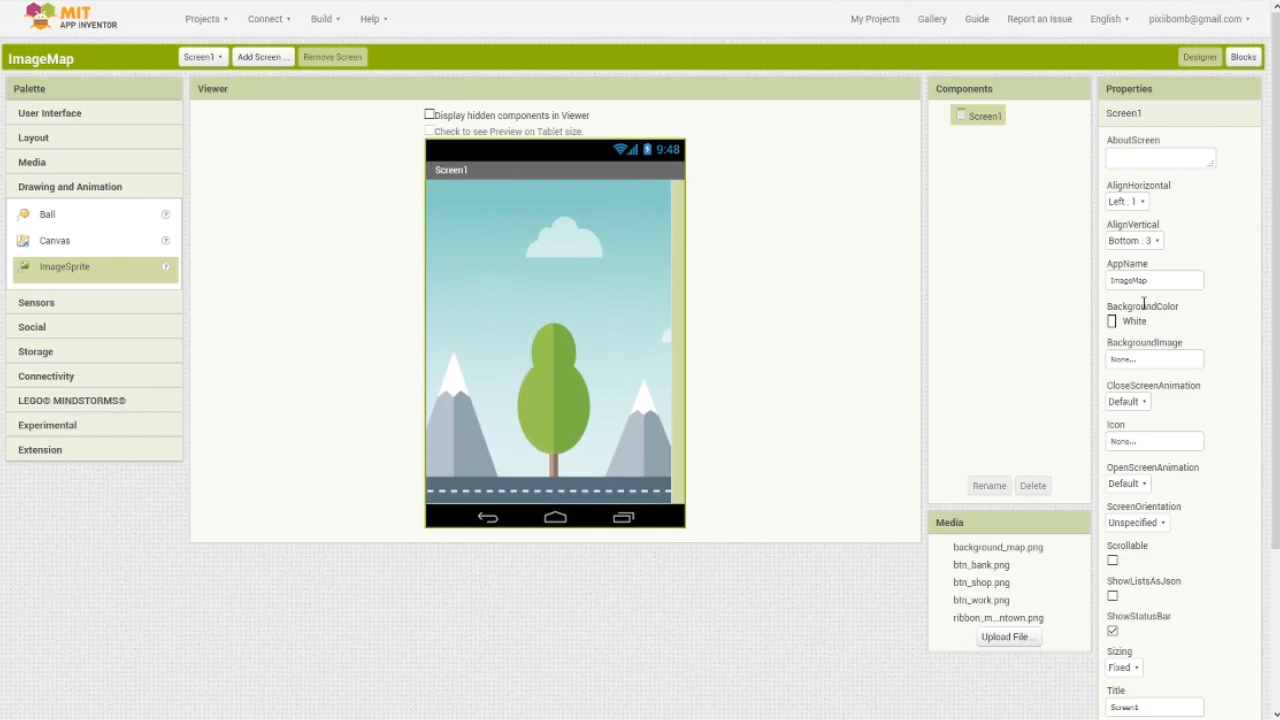 MIT
APP INVENTOR
Projects
Connect
Build
Help
My Projects
Gallery
Guide
Report an Issue
English
pixiibomb@gmail.com
ImageMap
Screen1
Add Screen ...
Remove Screen
Designer
Blocks
Palette
User Interface
Layout
Media
Drawing and Animation
Ball
Canvas
ImageSprite
Sensors
Social
Storage
Connectivity
LEGO® MINDSTORMS®
Experimental
Extension
Viewer
Display hidden components in Viewer
Check to see Preview on Tablet size.
9:48
Screen1
Components
Screen1
Rename
Delete
Media
background_map.png
btn_bank.png
btn_shop.png
btn_work.png
ribbon_m...ntown.png
Upload File ...
Properties
Screen1
AboutScreen
AlignHorizontal
Left : 1
AlignVertical
Bottom : 3
AppName
ImageMap
BackgroundColor
White
BackgroundImage
None...
CloseScreenAnimation
Default
Icon
None...
OpenScreenAnimation
Default
ScreenOrientation
Unspecified
Scrollable
ShowListsAsJson
ShowStatusBar
Sizing
Fixed
Title
Screen1